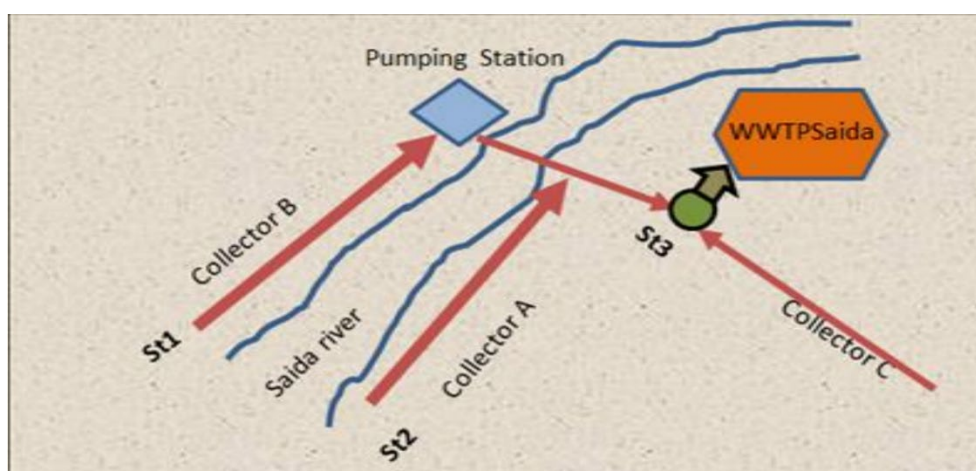 Pumping Station
WWTPSaida
Collector B
St3
St1
Saida river
Collector A
Collector C
St2